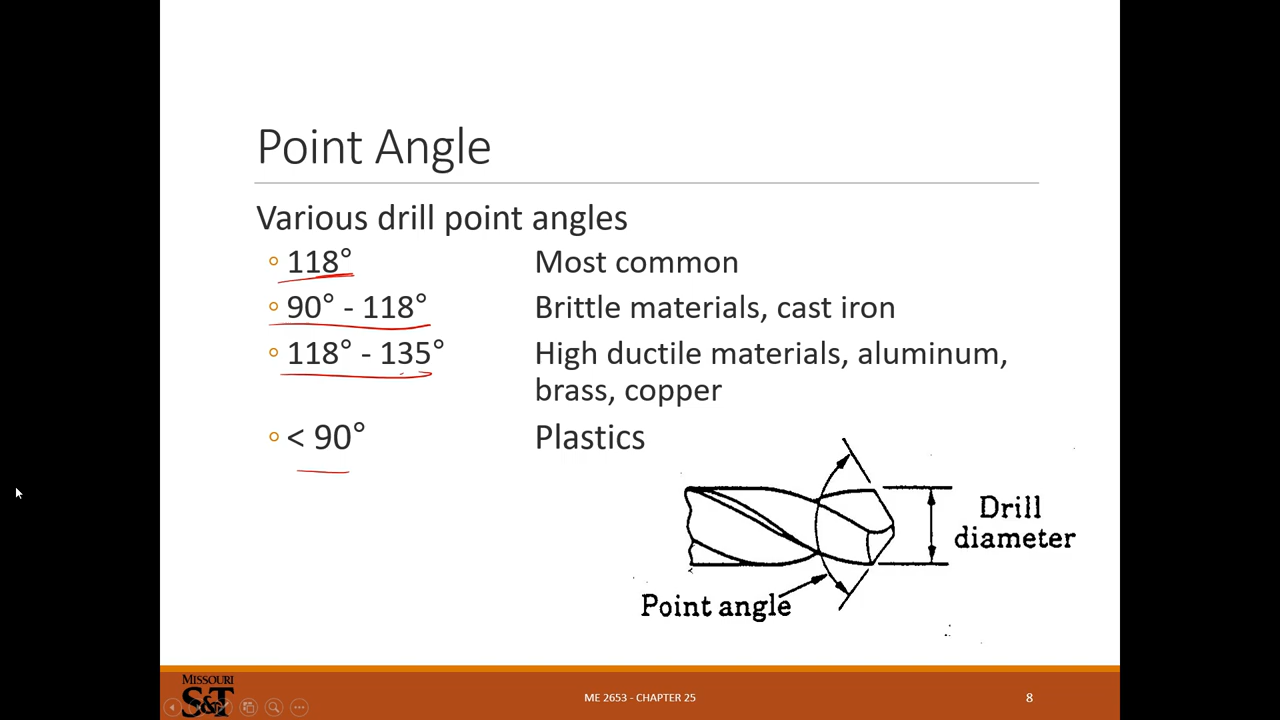 Point Angle
Various drill point angles
118° Most common
90° - 118° Brittle materials, cast iron
118° - 135° High ductile materials, aluminum,
brass, copper
< 90° Plastics
Drill
diameter
Point angle
MISSOURI
S&T
ME 2653 - CHAPTER 25
8